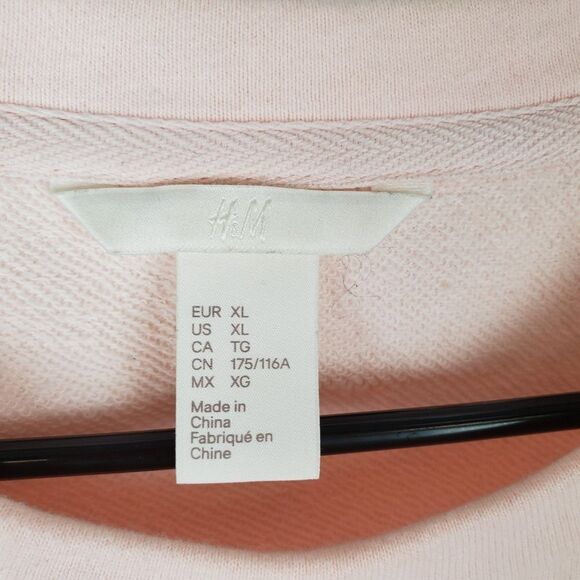 H&M
EUR XL
US XL
CA TG
CN 175/116A
MX XG
Made in
China
Fabriqué en
Chine